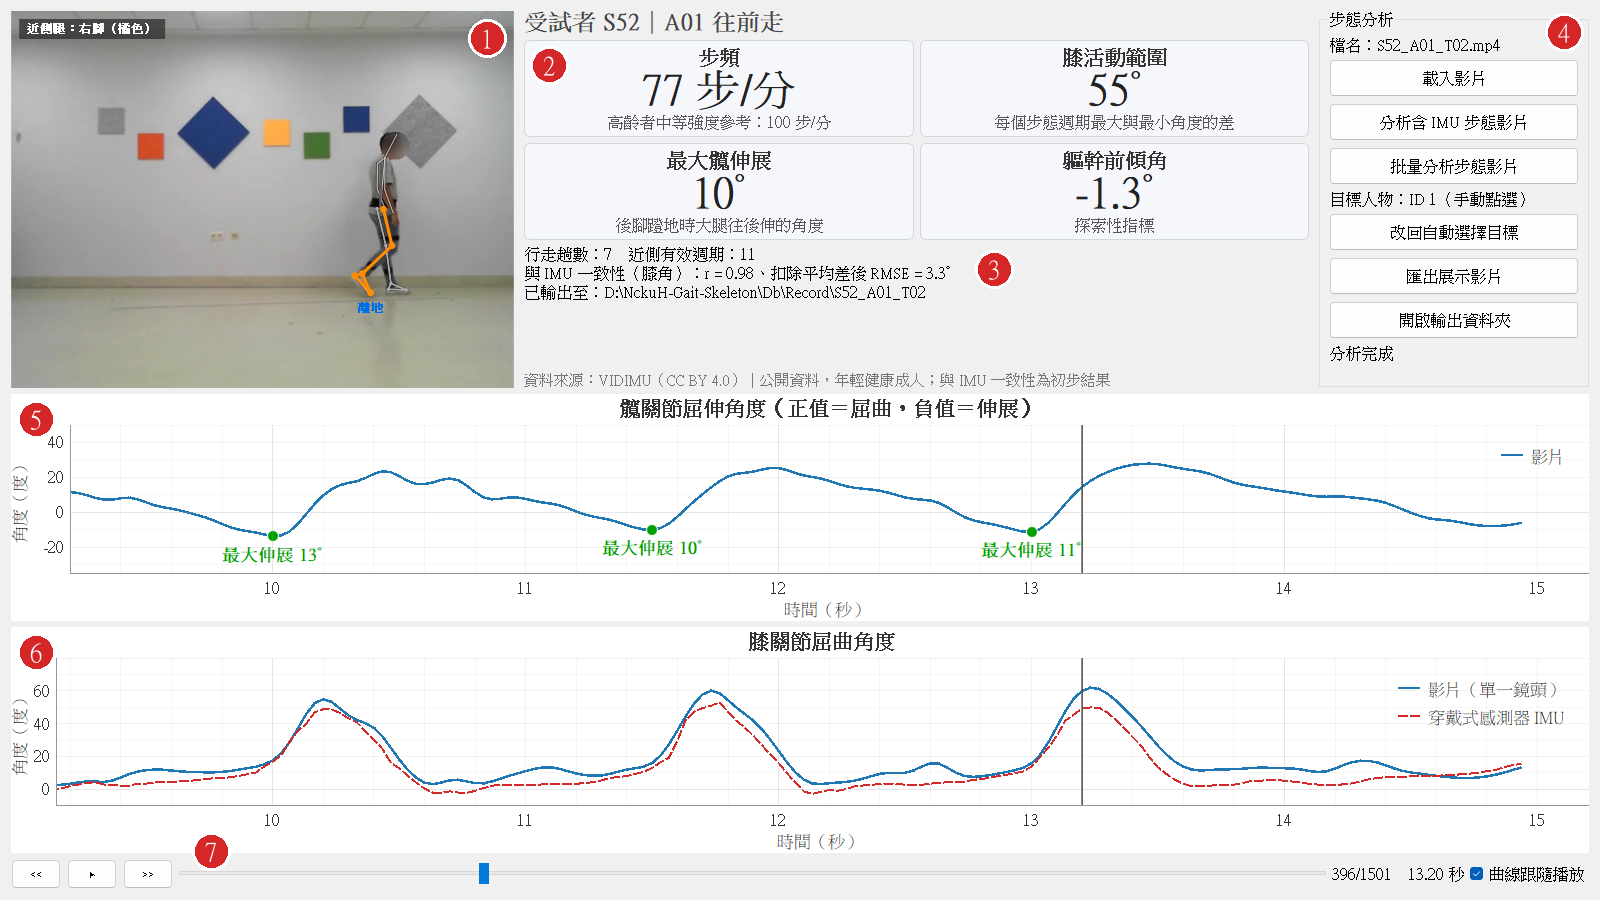 近側腿：右腳（橘色）
1
離地
受試者 S52｜A01 往前走
2
步頻
77 步/分
高齡者中等強度參考：100 步/分
膝活動範圍
55°
每個步態週期最大與最小角度的差
最大髖伸展
10°
後腳蹬地時大腿往後伸的角度
軀幹前傾角
-1.3°
探索性指標
行走趟數：7　近側有效週期：11
與 IMU 一致性（膝角）：r = 0.98、扣除平均差後 RMSE = 3.3°
已輸出至：D:\NckuH-Gait-Skeleton\Db\Record\S52_A01_T02
3
資料來源：VIDIMU（CC BY 4.0）｜公開資料，年輕健康成人；與 IMU 一致性為初步結果
步態分析
4
檔名：S52_A01_T02.mp4
載入影片
分析含 IMU 步態影片
批量分析步態影片
目標人物：ID 1（手動點選）
改回自動選擇目標
匯出展示影片
開啟輸出資料夾
分析完成
5
髖關節屈伸角度（正值＝屈曲，負值＝伸展）
角度（度）
40
20
0
-20
影片
最大伸展 13°
最大伸展 10°
最大伸展 11°
10
11
12
13
14
15
時間（秒）
6
膝關節屈曲角度
角度（度）
60
40
20
0
影片（單一鏡頭）
穿戴式感測器 IMU
10
11
12
13
14
15
時間（秒）
7
<<
>>
396/1501
13.20 秒
曲線跟隨播放